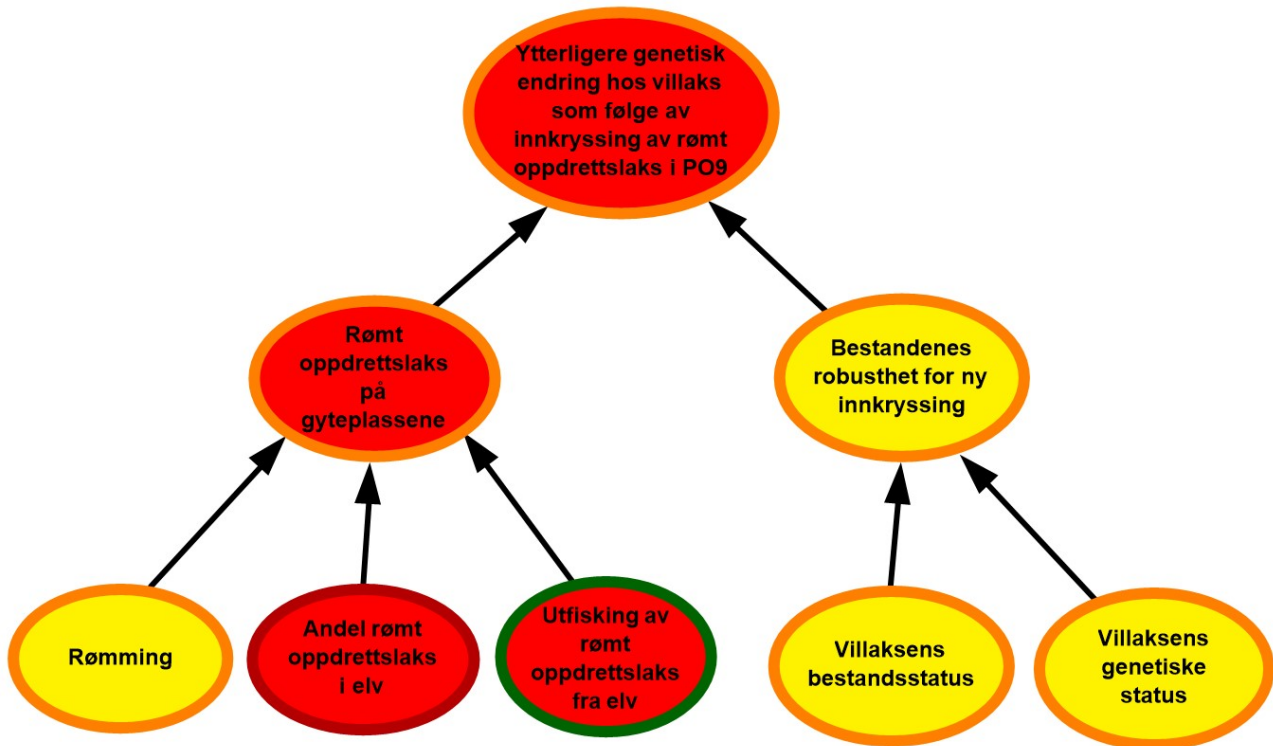 Ytterligere genetisk
endring hos villaks
som følge av
innkryssing av rømt
oppdrettslaks i PO9
Rømt
oppdrettslaks
på
gyteplassene
Bestandenes
robusthet for ny
innkryssing
Rømming
Andel rømt
oppdrettslaks
i elv
Utfisking av
rømt
oppdrettslaks
fra elv
Villaksens
bestandsstatus
Villaksens
genetiske
status